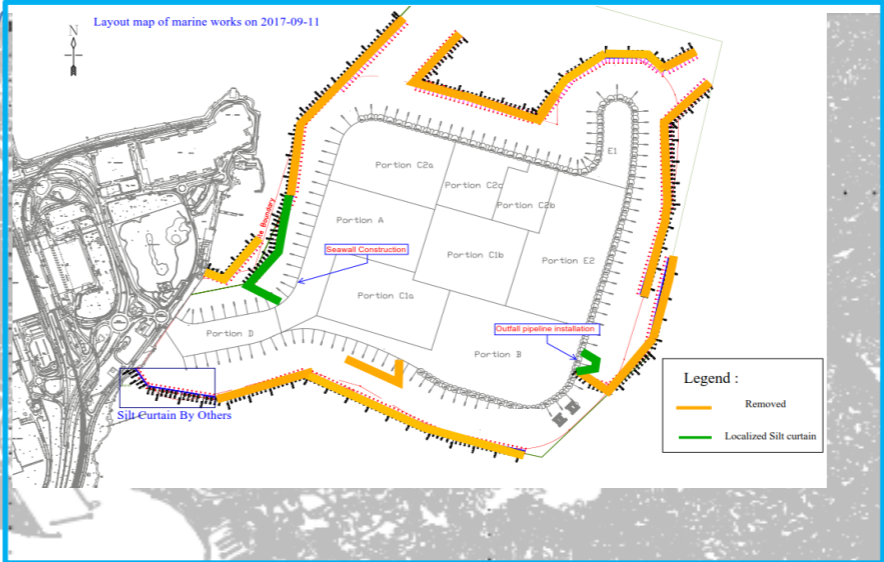 Layout map of marine works on 2017-09-11
N
Portion C2a
E1
Portion C2c
Portion C2b
Portion A
Seawall Construction
Portion C1b
Portion E2
Portion C1a
Portion D
Outfall pipeline installation
Portion B
Silt Curtain By Others
Legend :
Removed
Localized Silt curtain
Boundary